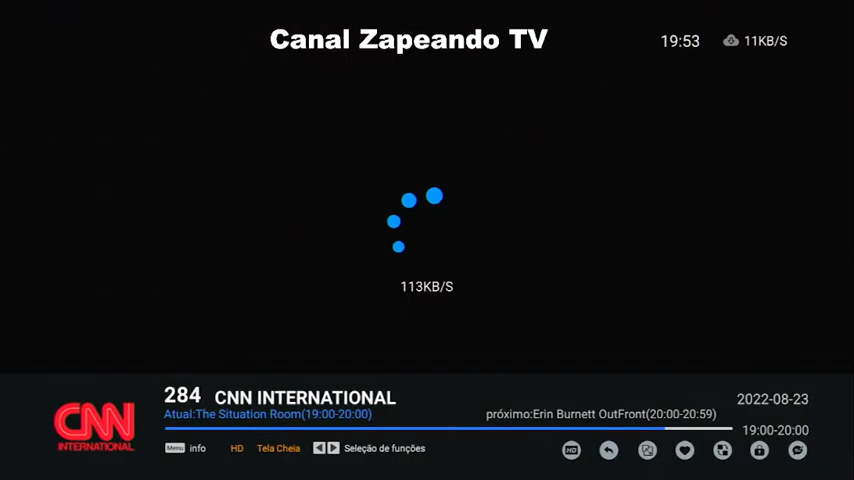 Canal Zapeando TV
19:53
11KB/S
113KB/S
CNN
INTERNATIONAL
284 CNN INTERNATIONAL
2022-08-23
Atual:The Situation Room(19:00-20:00)
próximo:Erin Burnett OutFront(20:00-20:59)
19:00-20:00
Menu info
HD
Tela Cheia
Seleção de funções
HD